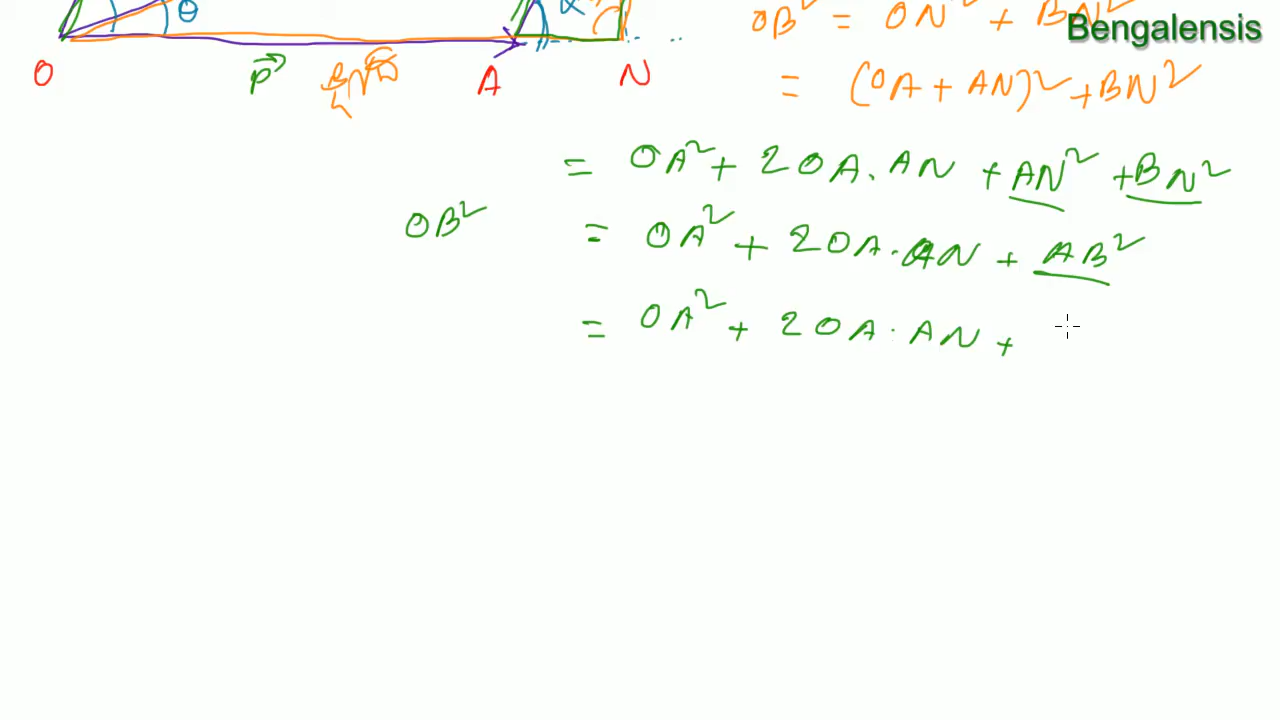 θ α OB² = ON² + BN²
Bengalensis
O P⃗ A N = (OA + AN)² + BN²
= OA² + 2OA. AN + AN² + BN²
OB² = OA² + 2OA.AN + AB²
= OA² + 2OA.AN +